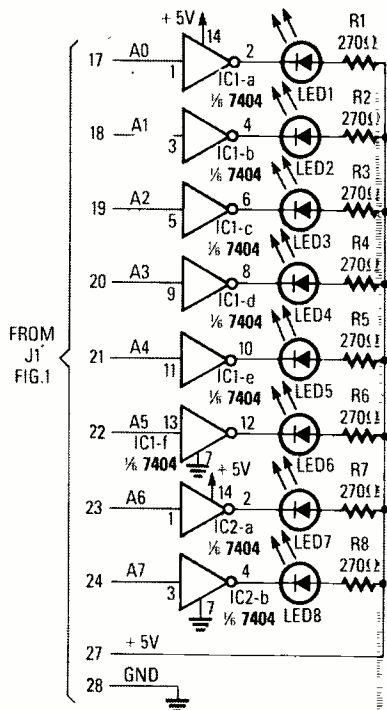 + 5V
14
R1
270Ω
17 A0 1 2 LED1
IC1-a
⅙ 7404
R2
270Ω
18 A1 3 4 LED2
IC1-b
⅙ 7404
R3
270Ω
19 A2 5 6 LED3
IC1-c
⅙ 7404
R4
270Ω
20 A3 9 8 LED4
IC1-d
⅙ 7404
FROM
J1
FIG.1
R5
270Ω
21 A4 11 10 LED5
IC1-e
⅙ 7404
R6
270Ω
22 A5 13 12 LED6
IC1-f
⅙ 7404
7
+ 5V
14
R7
270Ω
23 A6 1 2 LED7
IC2-a
⅙ 7404
R8
270Ω
24 A7 3 4 LED8
IC2-b
7
⅙ 7404
27 + 5V
28 GND